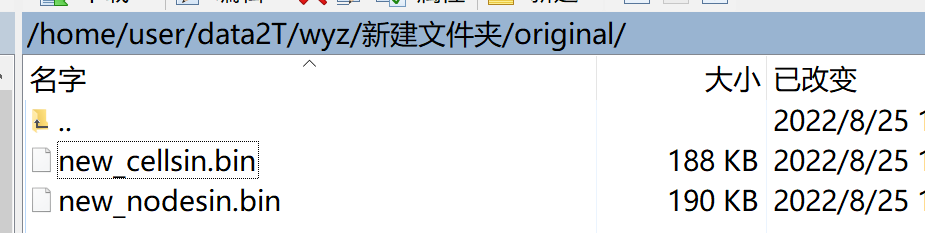 /home/user/data2T/wyz/新建文件夹/original/
名字 大小 已改变
.. 2022/8/25
new_cellsin.bin 188 KB 2022/8/25
new_nodesin.bin 190 KB 2022/8/25